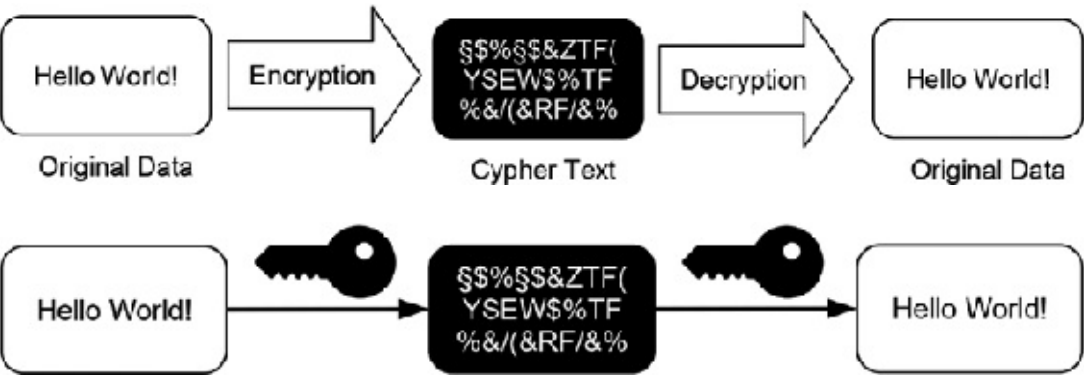 Hello World!
Encryption
§$%§$&ZTF(
YSEW$%TF
%&/(&RF/&%
Decryption
Hello World!
Original Data
Cypher Text
Original Data
Hello World!
§$%§$&ZTF(
YSEW$%TF
%&/(&RF/&%
Hello World!